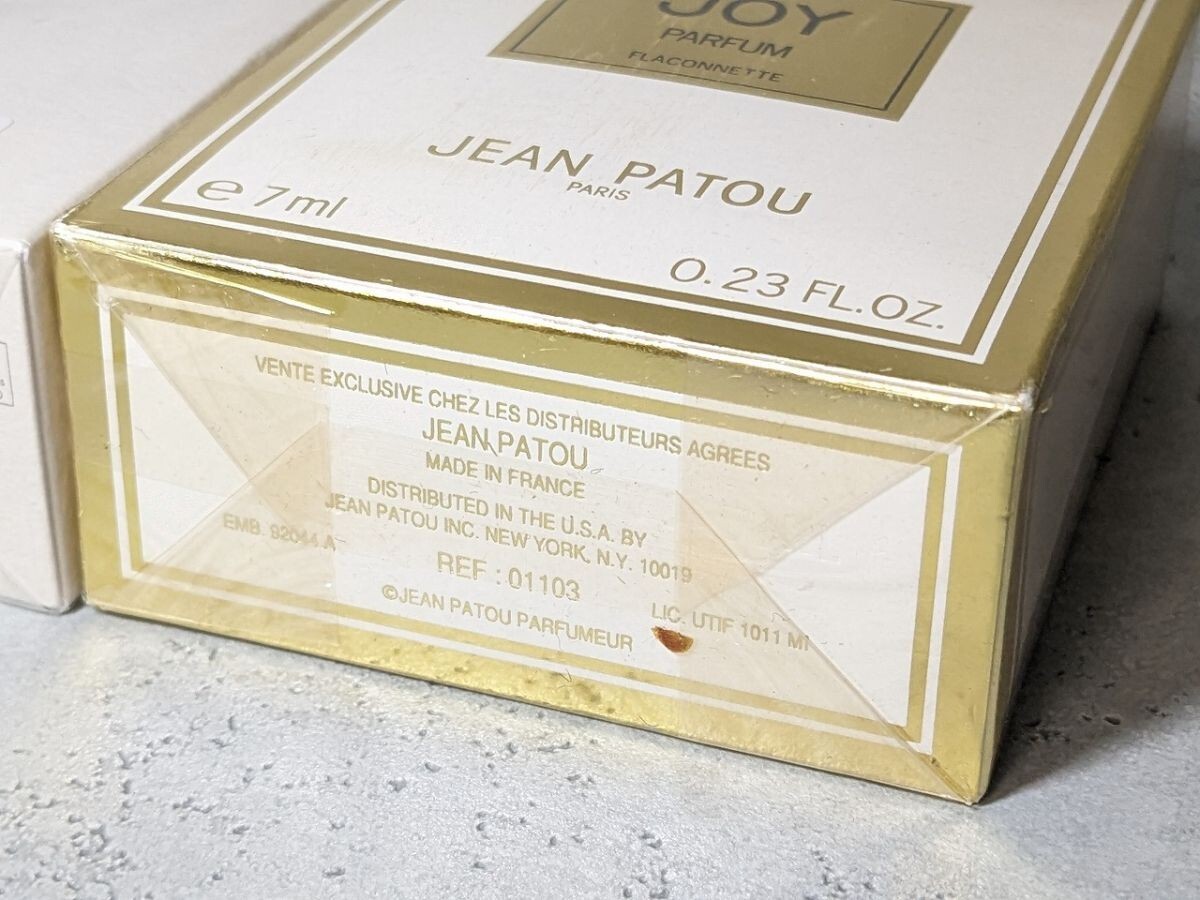 JOY
PARFUM
FLACONNETTE
JEAN PATOU
PARIS
℮ 7ml
0.23 FL.OZ.
VENTE EXCLUSIVE CHEZ LES DISTRIBUTEURS AGREES
JEAN PATOU
MADE IN FRANCE
DISTRIBUTED IN THE U.S.A. BY
JEAN PATOU INC. NEW YORK, N.Y. 10019
EMB. 92044 A
REF : 01103
LIC. UTIF 1011 MI
©JEAN PATOU PARFUMEUR